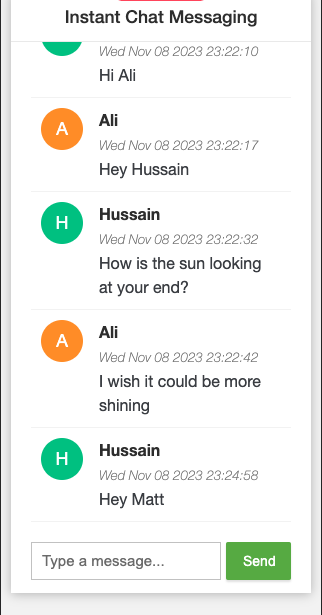 Instant Chat Messaging
Wed Nov 08 2023 23:22:10
Hi Ali
A
Ali
Wed Nov 08 2023 23:22:17
Hey Hussain
H
Hussain
Wed Nov 08 2023 23:22:32
How is the sun looking
at your end?
A
Ali
Wed Nov 08 2023 23:22:42
I wish it could be more
shining
H
Hussain
Wed Nov 08 2023 23:24:58
Hey Matt
Type a message...
Send